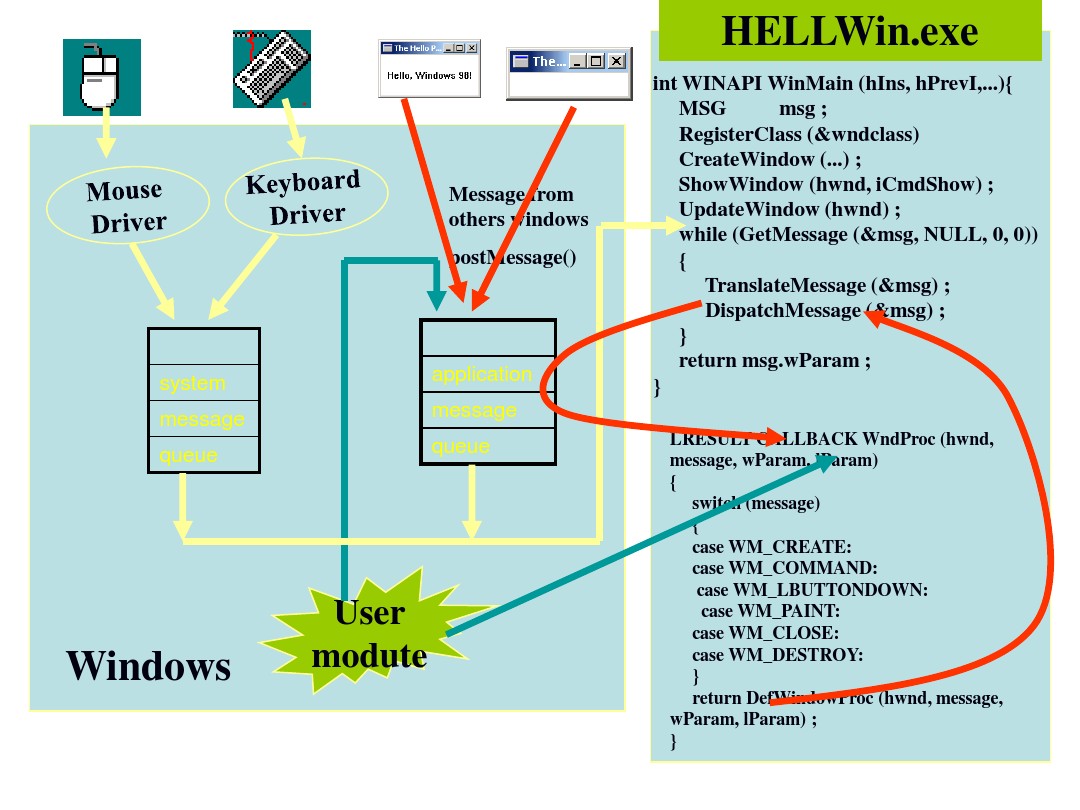 HELLWin.exe
The Hello P...
Hello, Windows 98!
The...
Mouse
Driver
Keyboard
Driver
Message from
others windows
postMessage()
system
message
queue
application
message
queue
User
module
Windows
int WINAPI WinMain (hIns, hPrevI,...){
MSG msg ;
RegisterClass (&wndclass)
CreateWindow (...) ;
ShowWindow (hwnd, iCmdShow) ;
UpdateWindow (hwnd) ;
while (GetMessage (&msg, NULL, 0, 0))
{
TranslateMessage (&msg) ;
DispatchMessage (&msg) ;
}
return msg.wParam ;
}
LRESULT CALLBACK WndProc (hwnd,
message, wParam, lParam)
{
switch (message)
{
case WM_CREATE:
case WM_COMMAND:
case WM_LBUTTONDOWN:
case WM_PAINT:
case WM_CLOSE:
case WM_DESTROY:
}
return DefWindowProc (hwnd, message,
wParam, lParam) ;
}